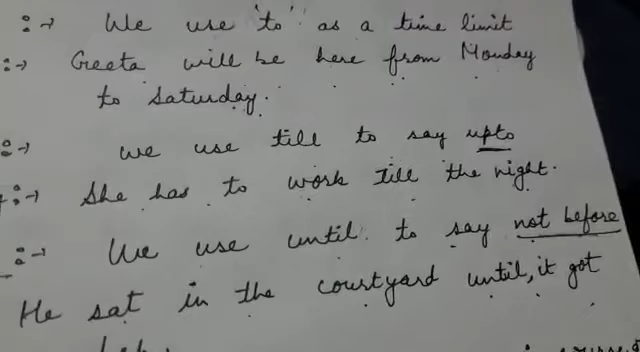 :→ We use "to" as a time limit
:→ Geeta will be here from Monday
to Saturday.
:→ we use till to say upto
:→ She has to work till the night.
:→ We use until to say not before
He sat in the courtyard until, it got